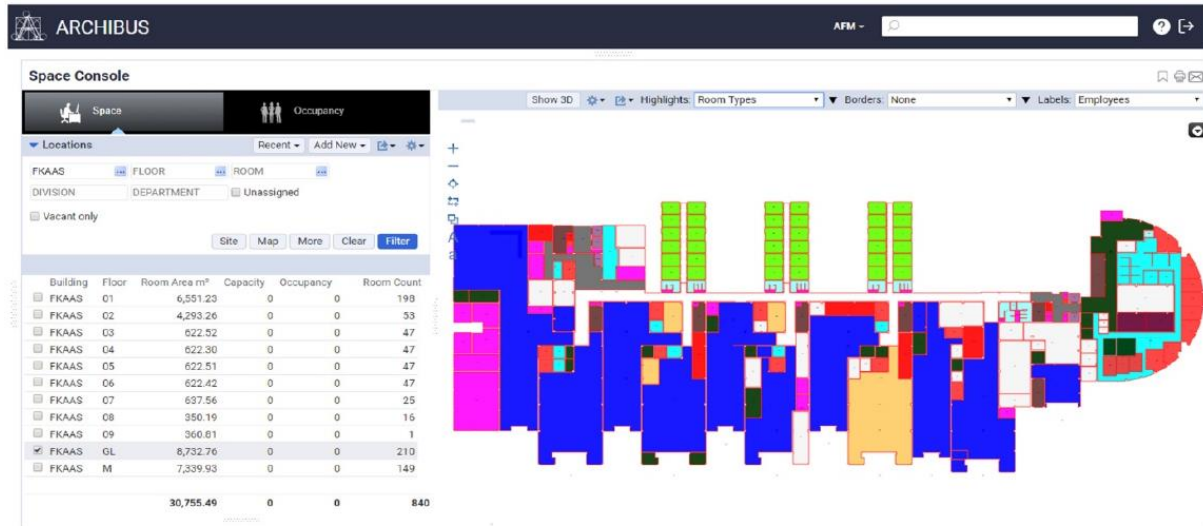 ARCHIBUS
AFM
Space Console
Space
Occupancy
Show 3D
Highlights: Room Types
Borders: None
Labels: Employees
Locations
Recent
Add New
FKAAS FLOOR ROOM
DIVISION DEPARTMENT Unassigned
Vacant only
Site Map More Clear Filter
Building Floor Room Area m² Capacity Occupancy Room Count
FKAAS 01 6,551.23 0 0 198
FKAAS 02 4,293.26 0 0 53
FKAAS 03 622.52 0 0 47
FKAAS 04 622.30 0 0 47
FKAAS 05 622.51 0 0 47
FKAAS 06 622.42 0 0 47
FKAAS 07 637.56 0 0 25
FKAAS 08 350.19 0 0 16
FKAAS 09 360.81 0 0 1
FKAAS GL 8,732.76 0 0 210
FKAAS M 7,339.93 0 0 149
30,755.49 0 0 840